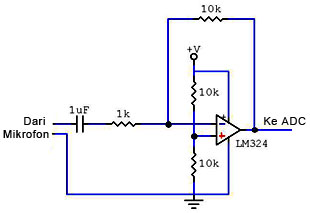 10k
+V
1uF
1k
10k
Dari
Mikrofon
+
-
+
Ke ADC
LM324
10k